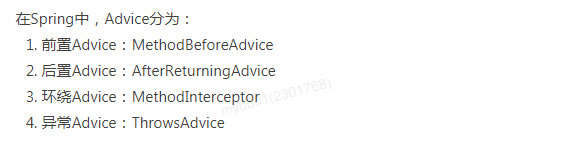 在Spring中，Advice分为：
1. 前置Advice：MethodBeforeAdvice
2. 后置Advice：AfterReturningAdvice
3. 环绕Advice：MethodInterceptor
4. 异常Advice：ThrowsAdvice
(2301768)